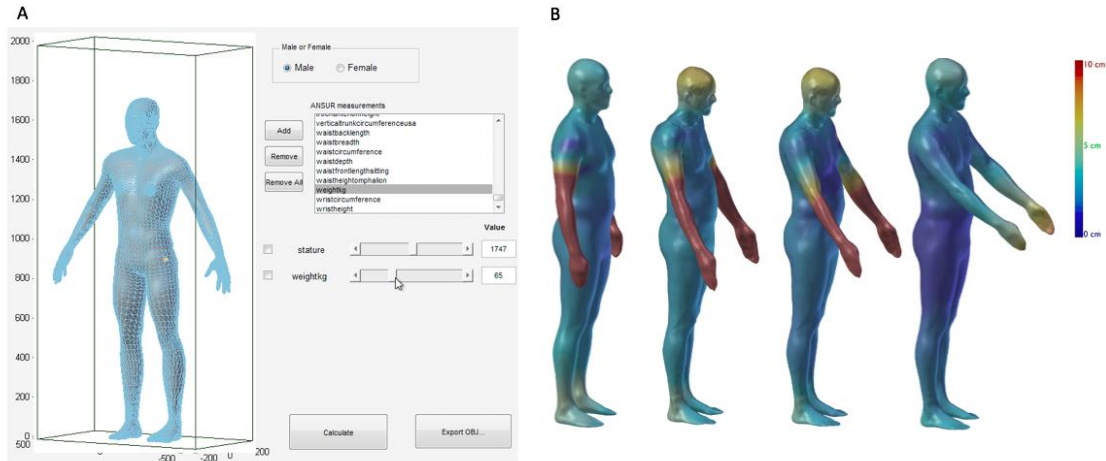 A
B
2000
1800
1600
1400
1200
1000
800
600
400
200
0
500
-500
-200
0
200
Male or Female
Male
Female
ANSUR measurements
Add
Remove
Remove All
verticaltrunkcircumferenceusa
waistbacklength
waistbreadth
waistcircumference
waistdepth
waistfrontlengthsitting
waistheightomphalion
weightkg
wristcircumference
wristheight
Value
stature
1747
weightkg
65
Calculate
Export OBJ...
10 cm
5 cm
0 cm